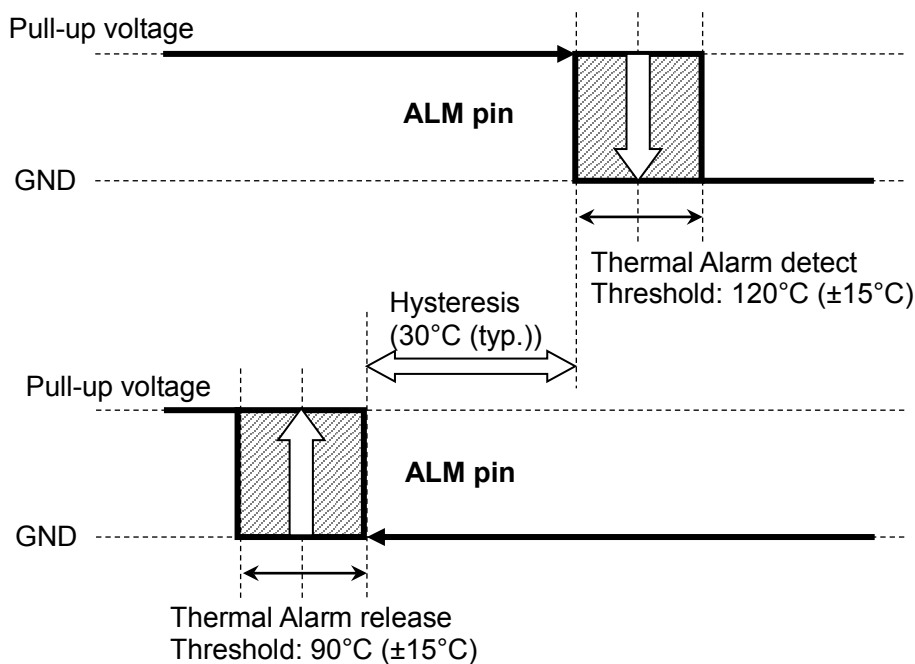 Pull-up voltage
ALM pin
GND
Thermal Alarm detect
Threshold: 120°C (±15°C)
Hysteresis
(30°C (typ.))
Pull-up voltage
ALM pin
GND
Thermal Alarm release
Threshold: 90°C (±15°C)